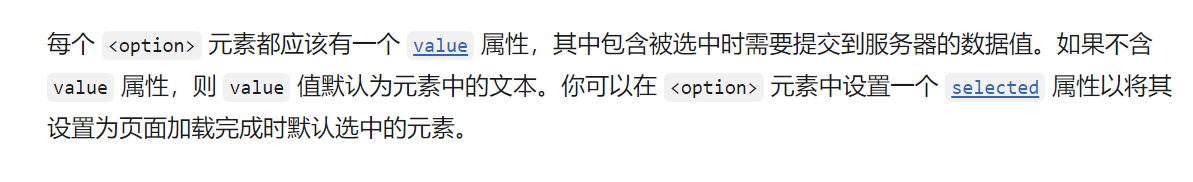 每个 <option> 元素都应该有一个 value 属性，其中包含被选中时需要提交到服务器的数据值。如果不含
value 属性，则 value 值默认为元素中的文本。你可以在 <option> 元素中设置一个 selected 属性以将其
设置为页面加载完成时默认选中的元素。